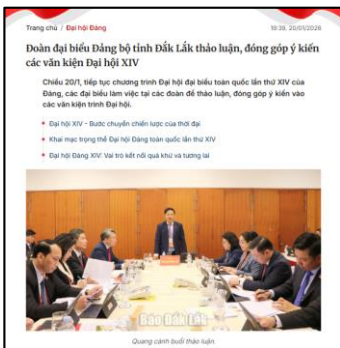 Trang chủ / Đại hội Đảng 19:39, 20/01/2026
Đoàn đại biểu Đảng bộ tỉnh Đắk Lắk thảo luận, đóng góp ý kiến
các văn kiện Đại hội XIV
Chiều 20/1, tiếp tục chương trình Đại hội đại biểu toàn quốc lần thứ XIV của
Đảng, các đại biểu làm việc tại các đoàn để thảo luận, đóng góp ý kiến vào
các văn kiện trình Đại hội.
Đại hội XIV - Bước chuyển chiến lược của thời đại
Khai mạc trọng thể Đại hội Đảng toàn quốc lần thứ XIV
Đại hội Đảng XIV: Vai trò kết nối quá khứ và tương lai
Báo Đắk Lắk
Quang cảnh buổi thảo luận.